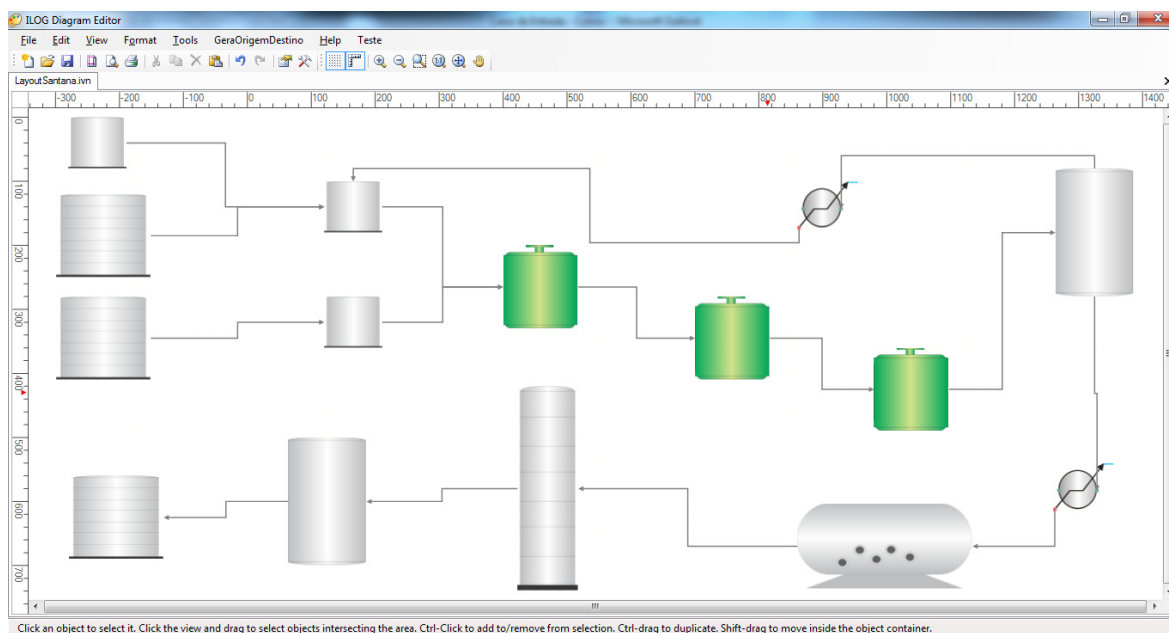 ILOG Diagram Editor
File Edit View Format Tools GeraOrigemDestino Help Teste
LayoutSantana.ivn
-300 -200 -100 0 100 200 300 400 500 600 700 800 900 1000 1100 1200 1300 1400
0
100
200
300
400
500
600
700
Click an object to select it. Click the view and drag to select objects intersecting the area. Ctrl-Click to add/remove from selection. Ctrl-drag to duplicate. Shift-drag to move inside the object container.